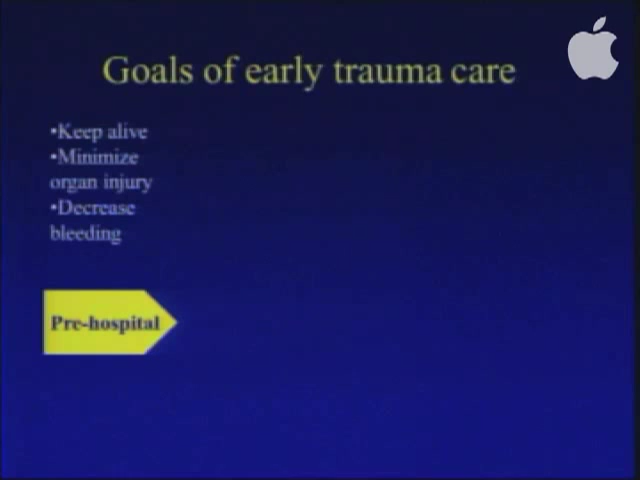 Goals of early trauma care
•Keep alive
•Minimize
organ injury
•Decrease
bleeding
Pre-hospital